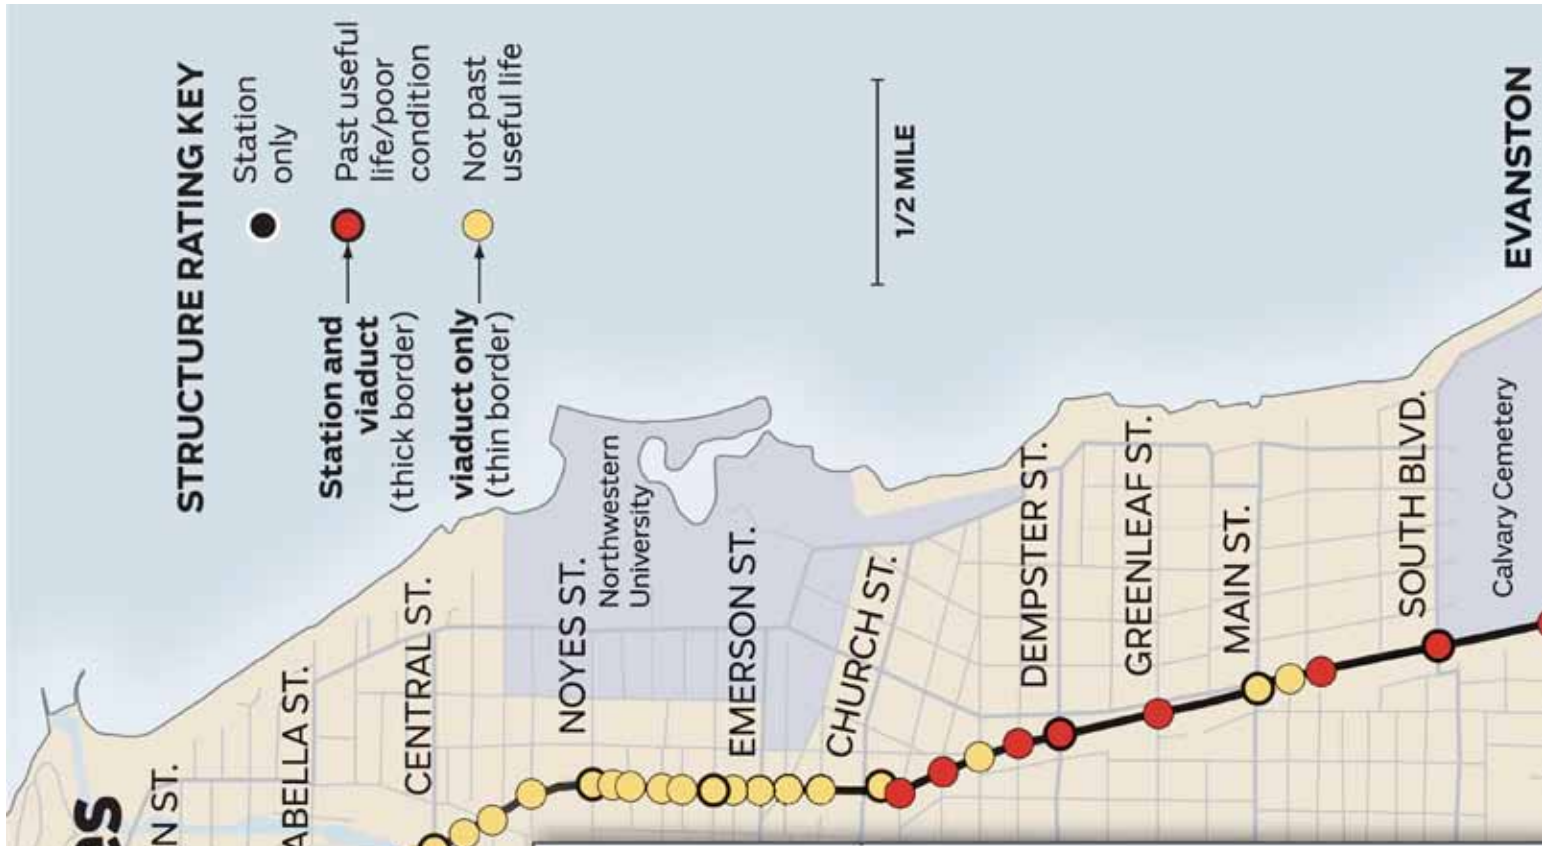 STRUCTURE RATING KEY
Station
only
Past useful
life/poor
condition
Not past
useful life
Station and
viaduct
(thick border)
viaduct only
(thin border)
1/2 MILE
EVANSTON
N ST.
ABELLA ST.
CENTRAL ST.
NOYES ST.
Northwestern
University
EMERSON ST.
CHURCH ST.
DEMPSTER ST.
GREENLEAF ST.
MAIN ST.
SOUTH BLVD.
Calvary Cemetery